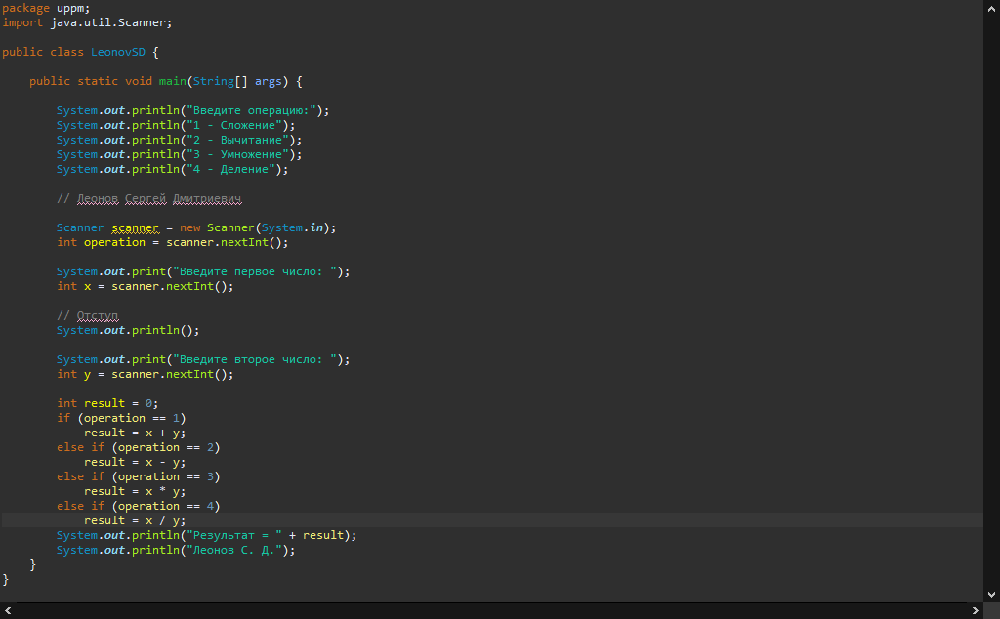 package uppm;
import java.util.Scanner;
public class LeonovSD {
public static void main(String[] args) {
System.out.println("Введите операцию:");
System.out.println("1 - Сложение");
System.out.println("2 - Вычитание");
System.out.println("3 - Умножение");
System.out.println("4 - Деление");
// Леонов Сергей Дмитриевич
Scanner scanner = new Scanner(System.in);
int operation = scanner.nextInt();
System.out.print("Введите первое число: ");
int x = scanner.nextInt();
// Отступ
System.out.println();
System.out.print("Введите второе число: ");
int y = scanner.nextInt();
int result = 0;
if (operation == 1)
result = x + y;
else if (operation == 2)
result = x - y;
else if (operation == 3)
result = x * y;
else if (operation == 4)
result = x / y;
System.out.println("Результат = " + result);
System.out.println("Леонов С. Д.");
}
}